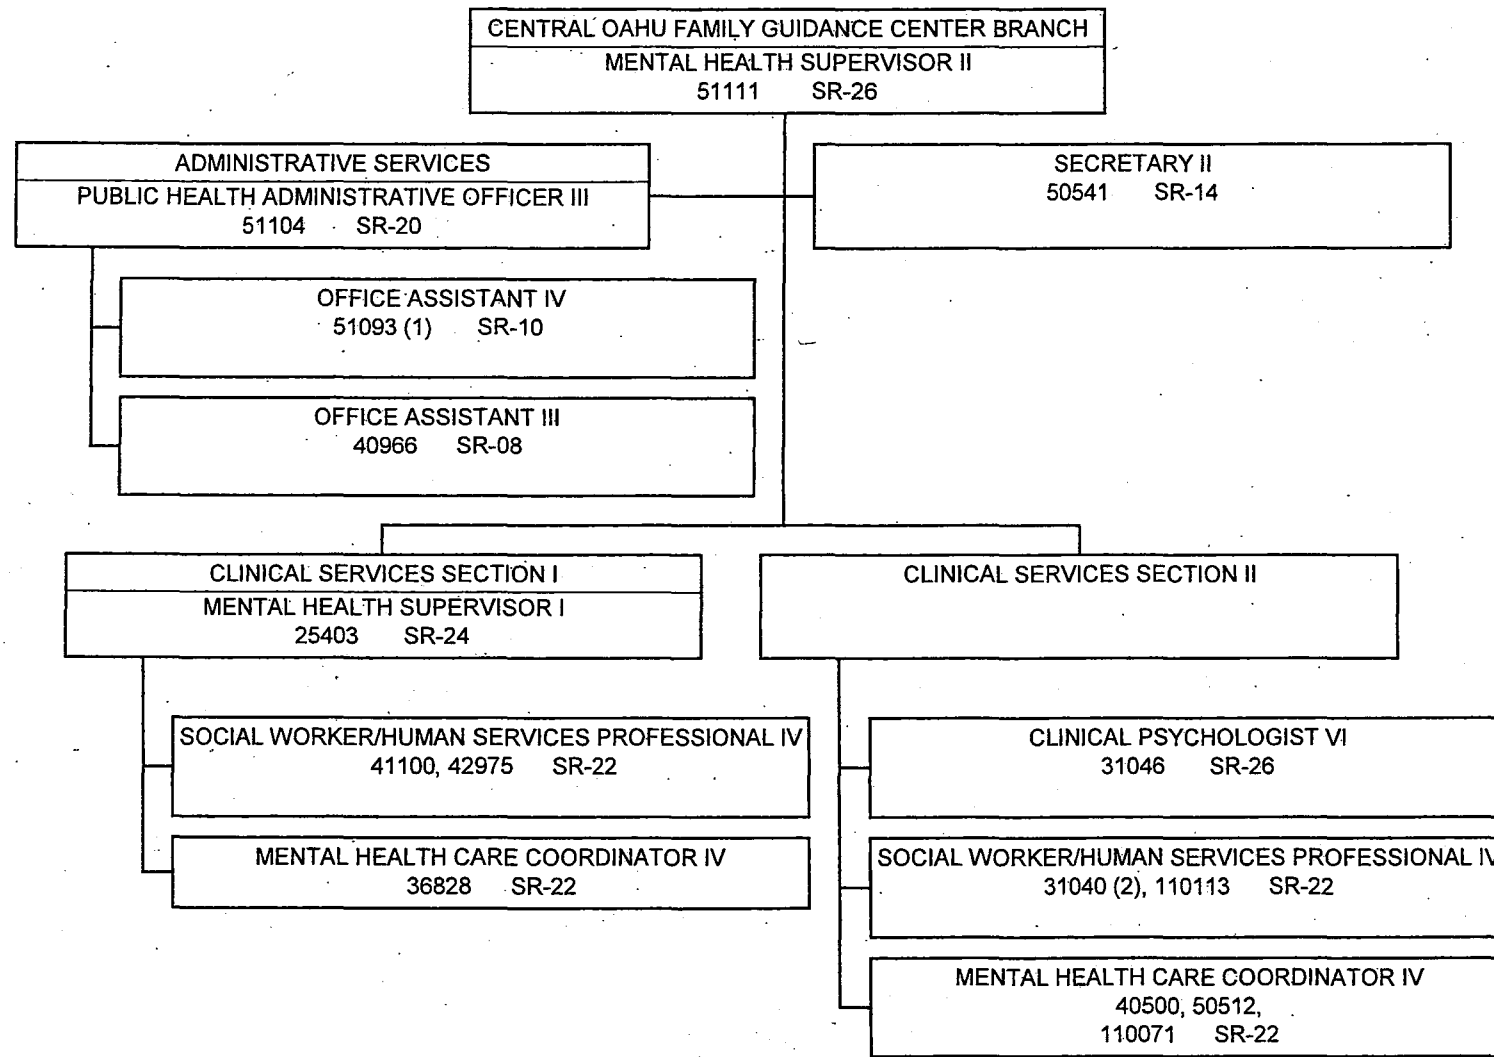 CENTRAL OAHU FAMILY GUIDANCE CENTER BRANCH
MENTAL HEALTH SUPERVISOR II
51111 SR-26
ADMINISTRATIVE SERVICES
PUBLIC HEALTH ADMINISTRATIVE OFFICER III
51104 SR-20
SECRETARY II
50541 SR-14
OFFICE ASSISTANT IV
51093 (1) SR-10
OFFICE ASSISTANT III
40966 SR-08
CLINICAL SERVICES SECTION I
MENTAL HEALTH SUPERVISOR I
25403 SR-24
SOCIAL WORKER/HUMAN SERVICES PROFESSIONAL IV
41100, 42975 SR-22
MENTAL HEALTH CARE COORDINATOR IV
36828 SR-22
CLINICAL SERVICES SECTION II
CLINICAL PSYCHOLOGIST VI
31046 SR-26
SOCIAL WORKER/HUMAN SERVICES PROFESSIONAL IV
31040 (2), 110113 SR-22
MENTAL HEALTH CARE COORDINATOR IV
40500, 50512,
110071 SR-22